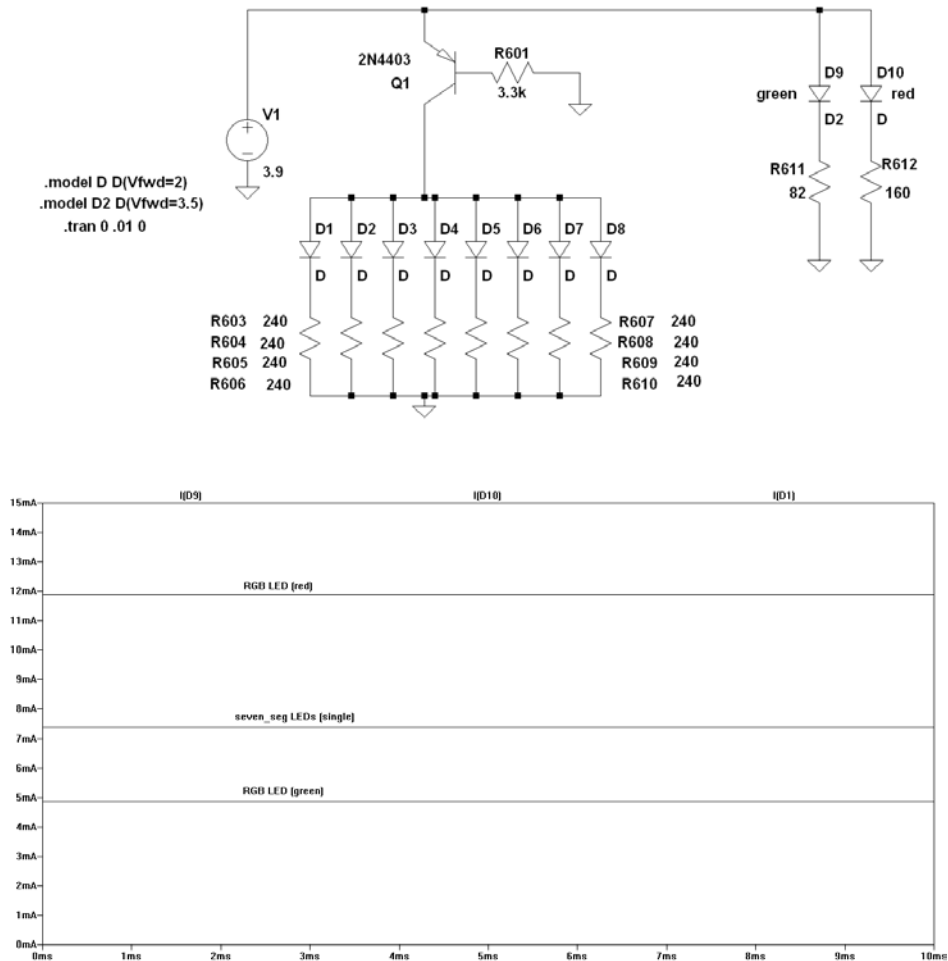 2N4403
Q1
R601
3.3k
V1
3.9
.model D D(Vfwd=2)
.model D2 D(Vfwd=3.5)
.tran 0 .01 0
D9
green
D2
D10
red
D
R611
82
R612
160
D1 D2 D3 D4 D5 D6 D7 D8
D D D D D D D D
R603 240
R604 240
R605 240
R606 240
R607 240
R608 240
R609 240
R610 240
I(D9) I(D10) I(D1)
15mA
14mA
13mA
12mA
11mA
10mA
9mA
8mA
7mA
6mA
5mA
4mA
3mA
2mA
1mA
0mA
RGB LED (red)
seven_seg LEDs (single)
RGB LED (green)
0ms 1ms 2ms 3ms 4ms 5ms 6ms 7ms 8ms 9ms 10ms